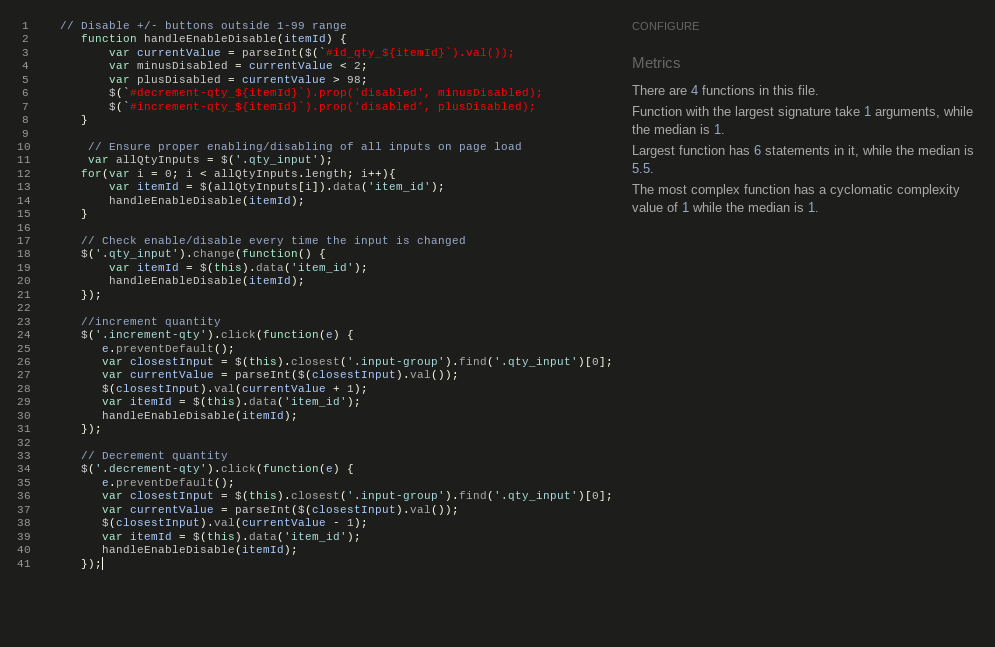 1 // Disable +/- buttons outside 1-99 range
2 function handleEnableDisable(itemId) {
3 var currentValue = parseInt($(`#id_qty_${itemId}`).val());
4 var minusDisabled = currentValue < 2;
5 var plusDisabled = currentValue > 98;
6 $(`#decrement-qty_${itemId}`).prop('disabled', minusDisabled);
7 $(`#increment-qty_${itemId}`).prop('disabled', plusDisabled);
8 }
9
10 // Ensure proper enabling/disabling of all inputs on page load
11 var allQtyInputs = $('.qty_input');
12 for(var i = 0; i < allQtyInputs.length; i++){
13 var itemId = $(allQtyInputs[i]).data('item_id');
14 handleEnableDisable(itemId);
15 }
16
17 // Check enable/disable every time the input is changed
18 $('.qty_input').change(function() {
19 var itemId = $(this).data('item_id');
20 handleEnableDisable(itemId);
21 });
22
23 //increment quantity
24 $('.increment-qty').click(function(e) {
25 e.preventDefault();
26 var closestInput = $(this).closest('.input-group').find('.qty_input')[0];
27 var currentValue = parseInt($(closestInput).val());
28 $(closestInput).val(currentValue + 1);
29 var itemId = $(this).data('item_id');
30 handleEnableDisable(itemId);
31 });
32
33 // Decrement quantity
34 $('.decrement-qty').click(function(e) {
35 e.preventDefault();
36 var closestInput = $(this).closest('.input-group').find('.qty_input')[0];
37 var currentValue = parseInt($(closestInput).val());
38 $(closestInput).val(currentValue - 1);
39 var itemId = $(this).data('item_id');
40 handleEnableDisable(itemId);
41 });
CONFIGURE
Metrics
There are 4 functions in this file.
Function with the largest signature take 1 arguments, while
the median is 1.
Largest function has 6 statements in it, while the median is
5.5.
The most complex function has a cyclomatic complexity
value of 1 while the median is 1.